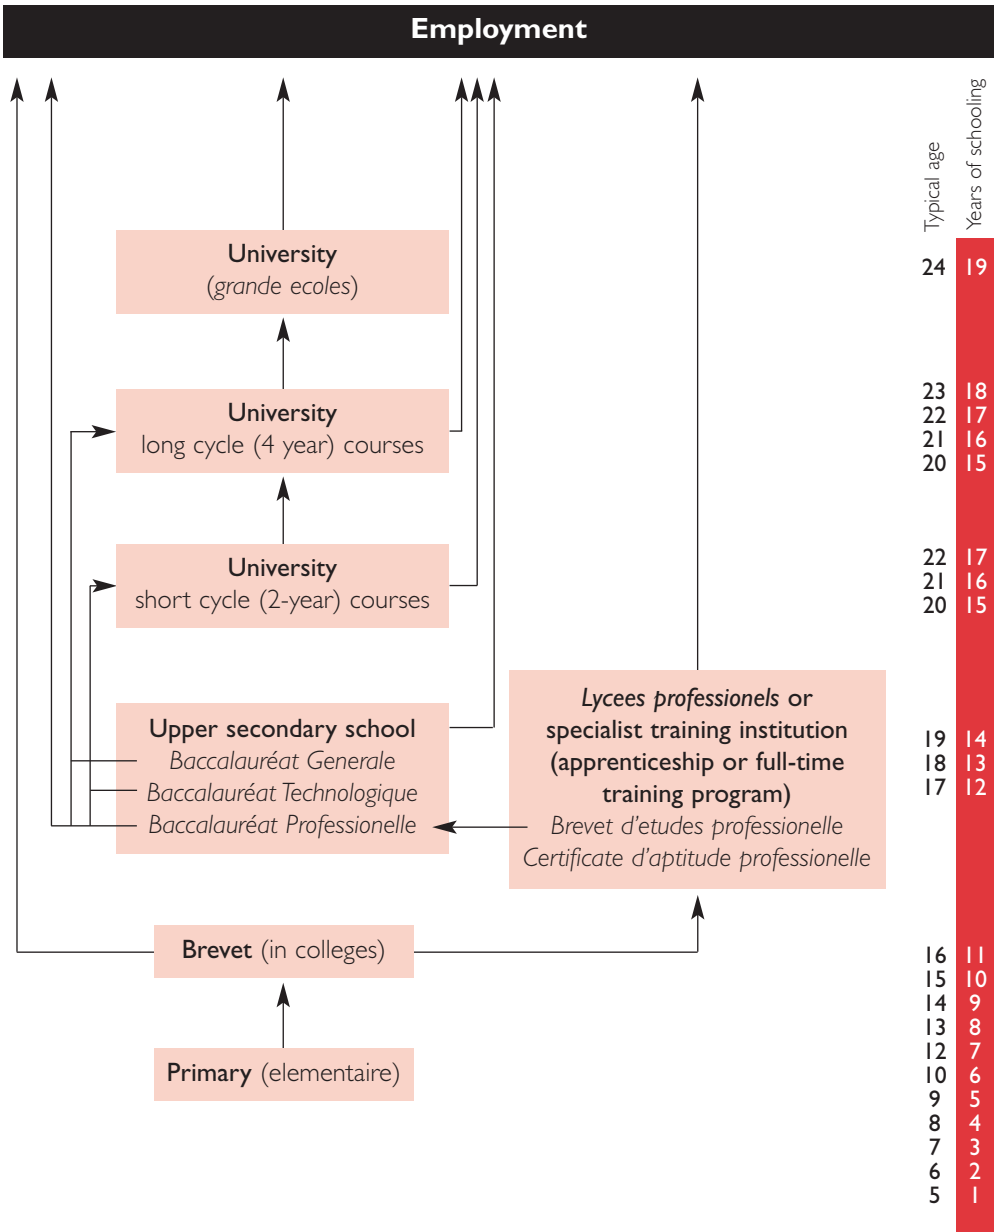 Employment
Typical age
Years of schooling
University
(grande ecoles)
24 19
University
long cycle (4 year) courses
23 18
22 17
21 16
20 15
University
short cycle (2-year) courses
22 17
21 16
20 15
Upper secondary school
Baccalauréat Generale
Baccalauréat Technologique
Baccalauréat Professionelle
Lycees professionels or
specialist training institution
(apprenticeship or full-time
training program)
Brevet d'etudes professionelle
Certificate d'aptitude professionelle
19 14
18 13
17 12
Brevet (in colleges)
Primary (elementaire)
16 11
15 10
14 9
13 8
12 7
10 6
9 5
8 4
7 3
6 2
5 1